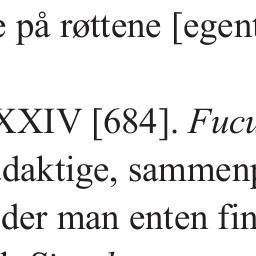 på røttene [egent
XXIV [684]. Fucu
daktige, sammenp
der man enten fin